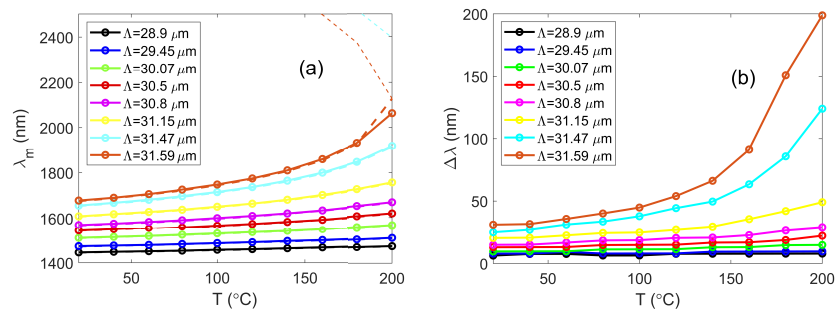 (a)
2400
2200
2000
1800
1600
1400
λm (nm)
50
100
150
200
T (°C)
Λ=28.9 μm
Λ=29.45 μm
Λ=30.07 μm
Λ=30.5 μm
Λ=30.8 μm
Λ=31.15 μm
Λ=31.47 μm
Λ=31.59 μm
(b)
200
150
100
50
0
Δλ (nm)
50
100
150
200
T (°C)
Λ=28.9 μm
Λ=29.45 μm
Λ=30.07 μm
Λ=30.5 μm
Λ=30.8 μm
Λ=31.15 μm
Λ=31.47 μm
Λ=31.59 μm